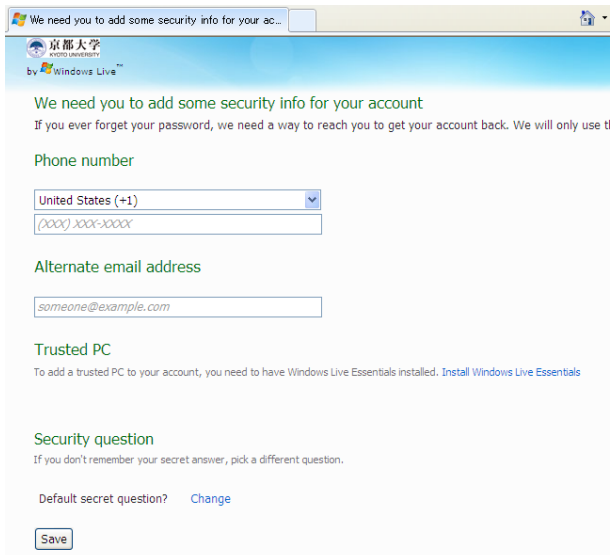 We need you to add some security info for your ac...
京都大学
KYOTO UNIVERSITY
by Windows Live™
We need you to add some security info for your account
If you ever forget your password, we need a way to reach you to get your account back. We will only use t
Phone number
United States (+1)
(XXX) XXX-XXXX
Alternate email address
someone@example.com
Trusted PC
To add a trusted PC to your account, you need to have Windows Live Essentials installed. Install Windows Live Essentials
Security question
If you don't remember your secret answer, pick a different question.
Default secret question? Change
Save